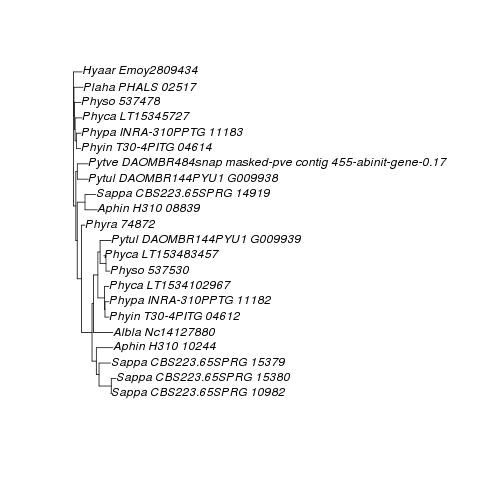 Hyaar Emoy2809434
Plaha PHALS 02517
Physo 537478
Phyca LT15345727
Phypa INRA-310PPTG 11183
Phyin T30-4PITG 04614
Pytve DAOMBR484snap masked-pve contig 455-abinit-gene-0.17
Pytul DAOMBR144PYU1 G009938
Sappa CBS223.65SPRG 14919
Aphin H310 08839
Phyra 74872
Pytul DAOMBR144PYU1 G009939
Phyca LT153483457
Physo 537530
Phyca LT1534102967
Phypa INRA-310PPTG 11182
Phyin T30-4PITG 04612
Albla Nc14127880
Aphin H310 10244
Sappa CBS223.65SPRG 15379
Sappa CBS223.65SPRG 15380
Sappa CBS223.65SPRG 10982